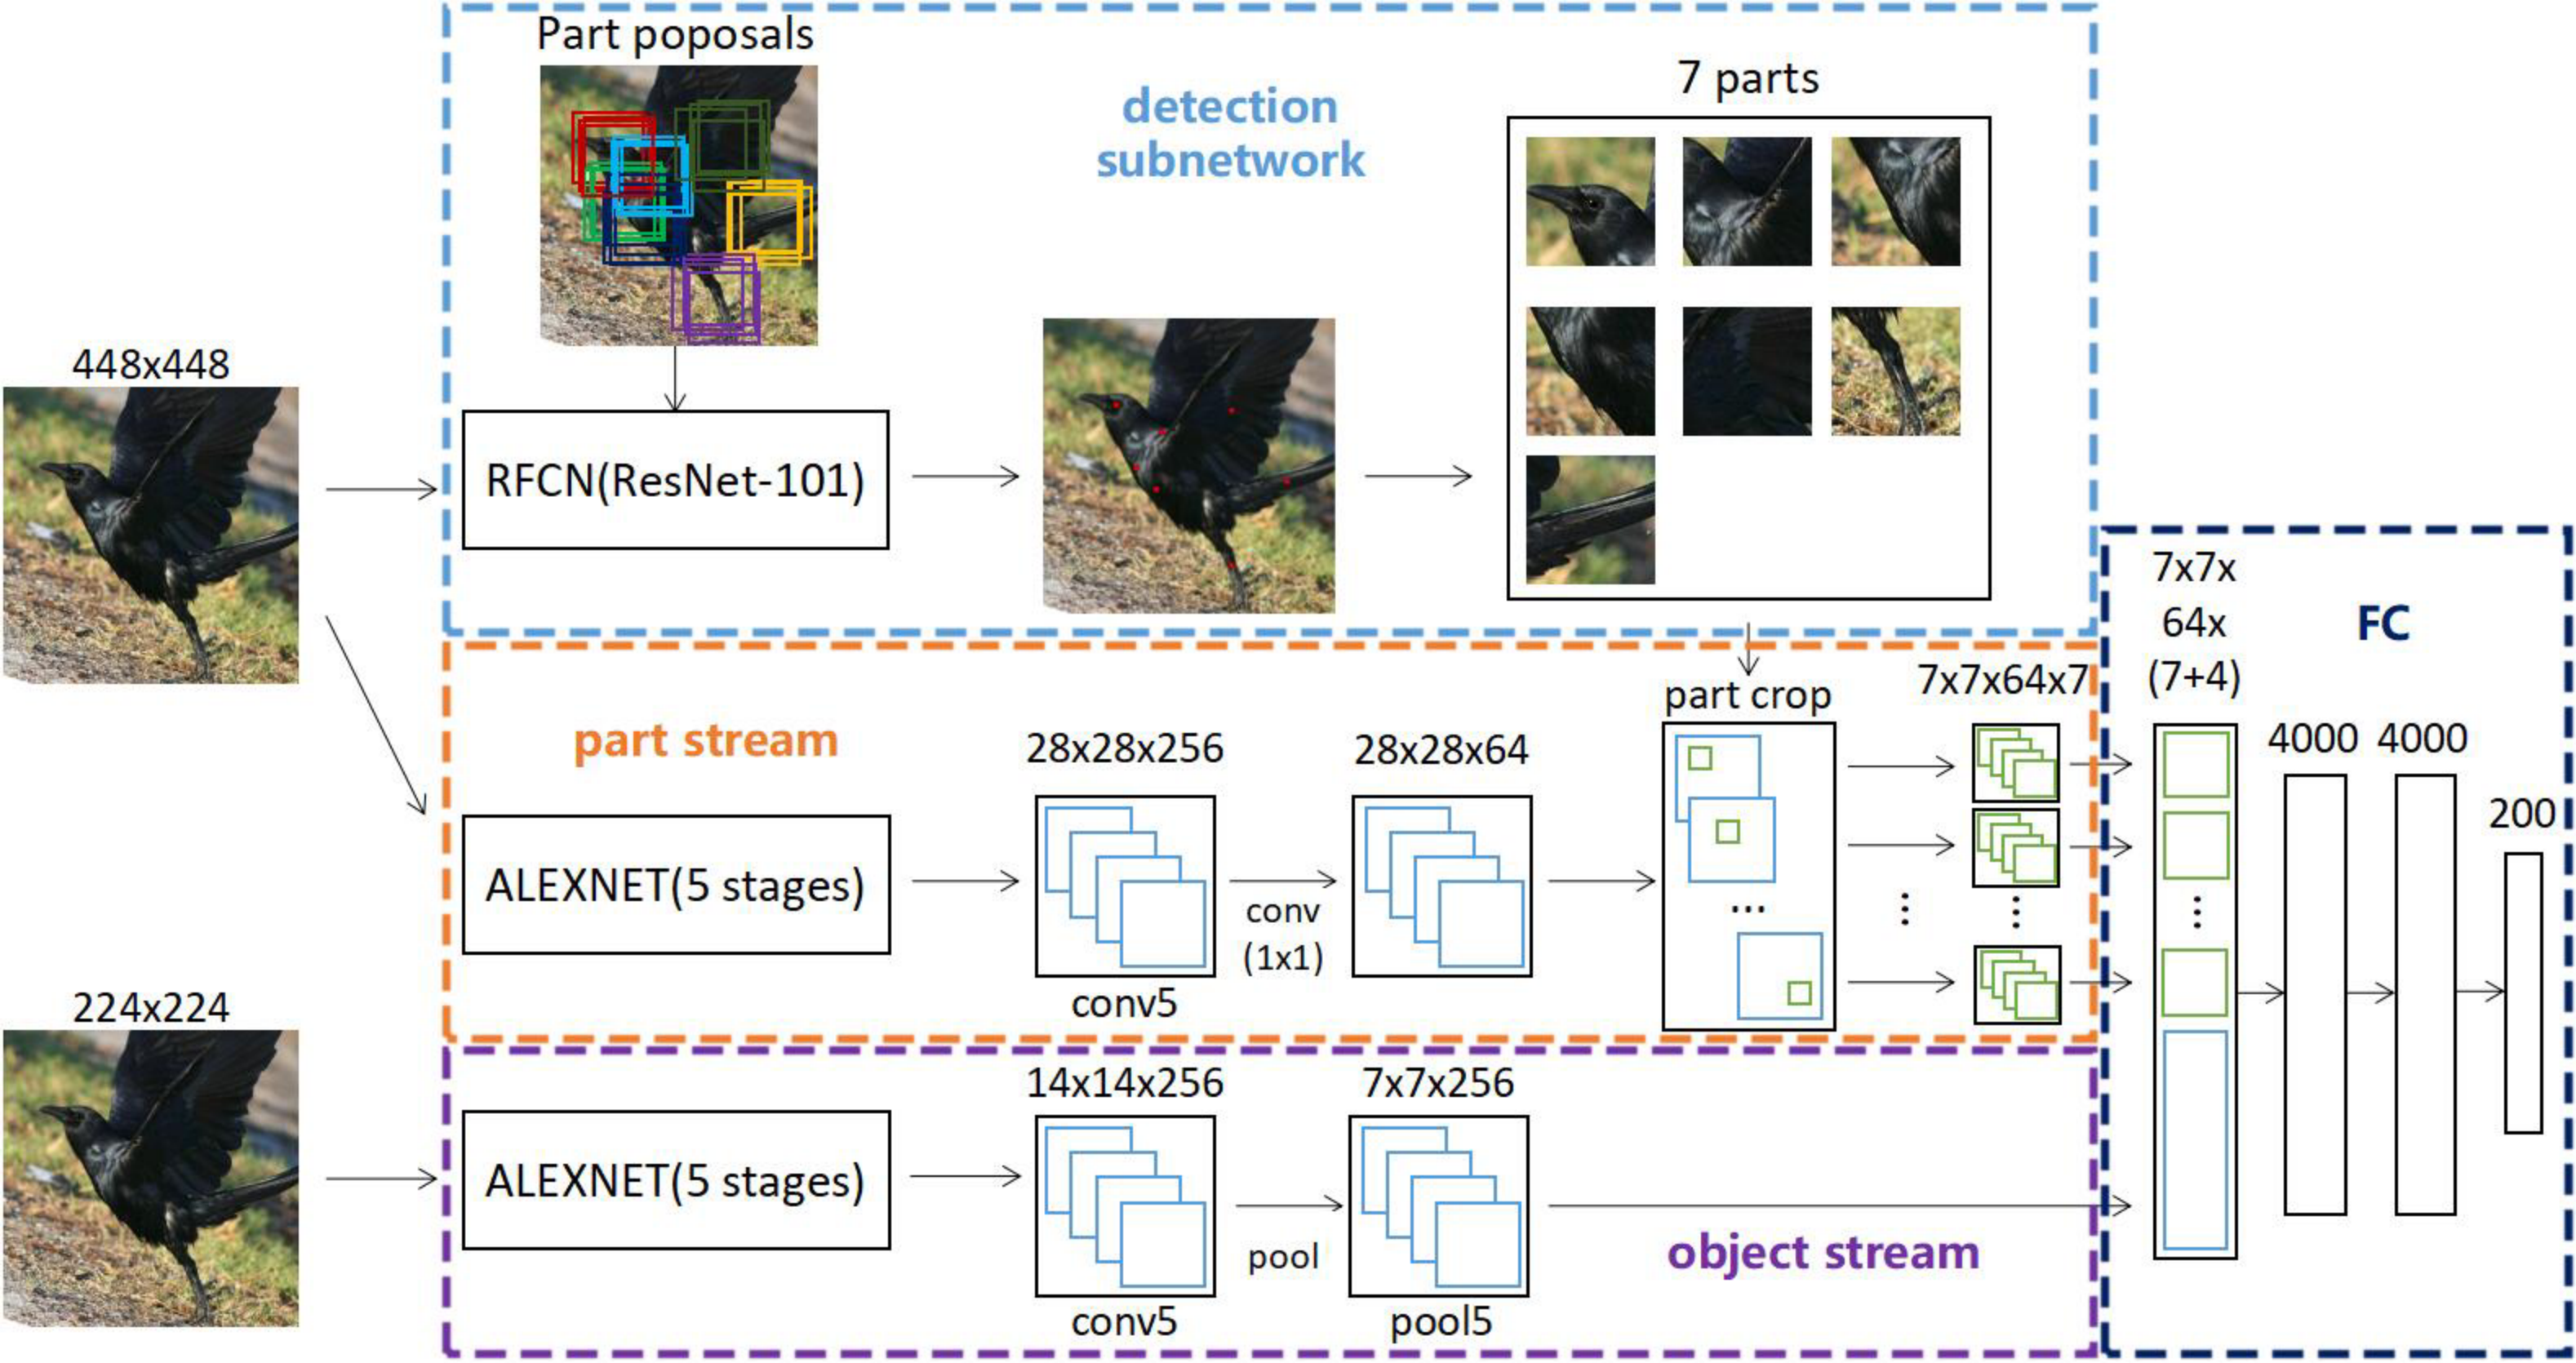 Part poposals
detection
subnetwork
7 parts
448x448
RFCN(ResNet-101)
7x7x
64x
(7+4)
FC
part stream
28x28x256
28x28x64
part crop
7x7x64x7
4000 4000
200
ALEXNET(5 stages)
conv
(1x1)
...
conv5
224x224
14x14x256
7x7x256
ALEXNET(5 stages)
pool
object stream
conv5
pool5